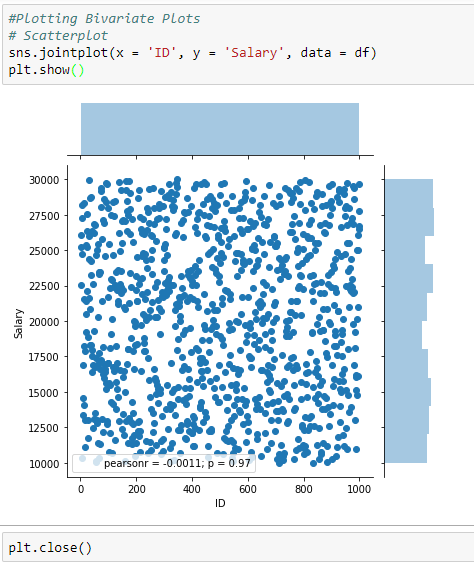 #Plotting Bivariate Plots
# Scatterplot
sns.jointplot(x = 'ID', y = 'Salary', data = df)
plt.show()
30000
27500
25000
22500
20000
17500
15000
12500
10000
Salary
pearsonr = -0.0011; p = 0.97
0 200 400 600 800 1000
ID
plt.close()